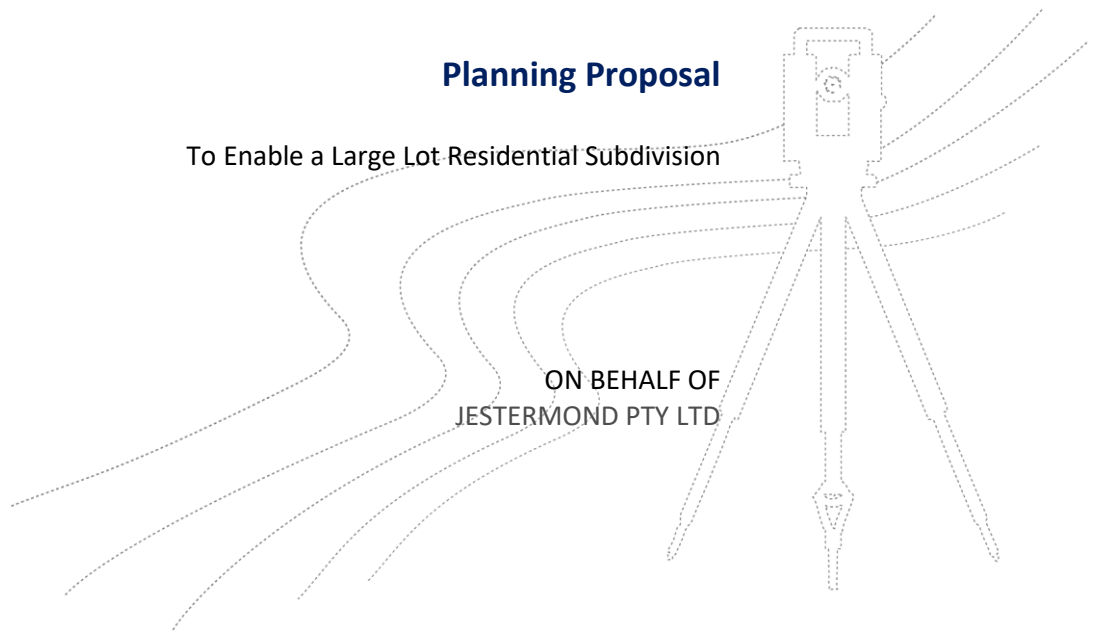 Planning Proposal
To Enable a Large Lot Residential Subdivision
ON BEHALF OF
JESTERMOND PTY LTD